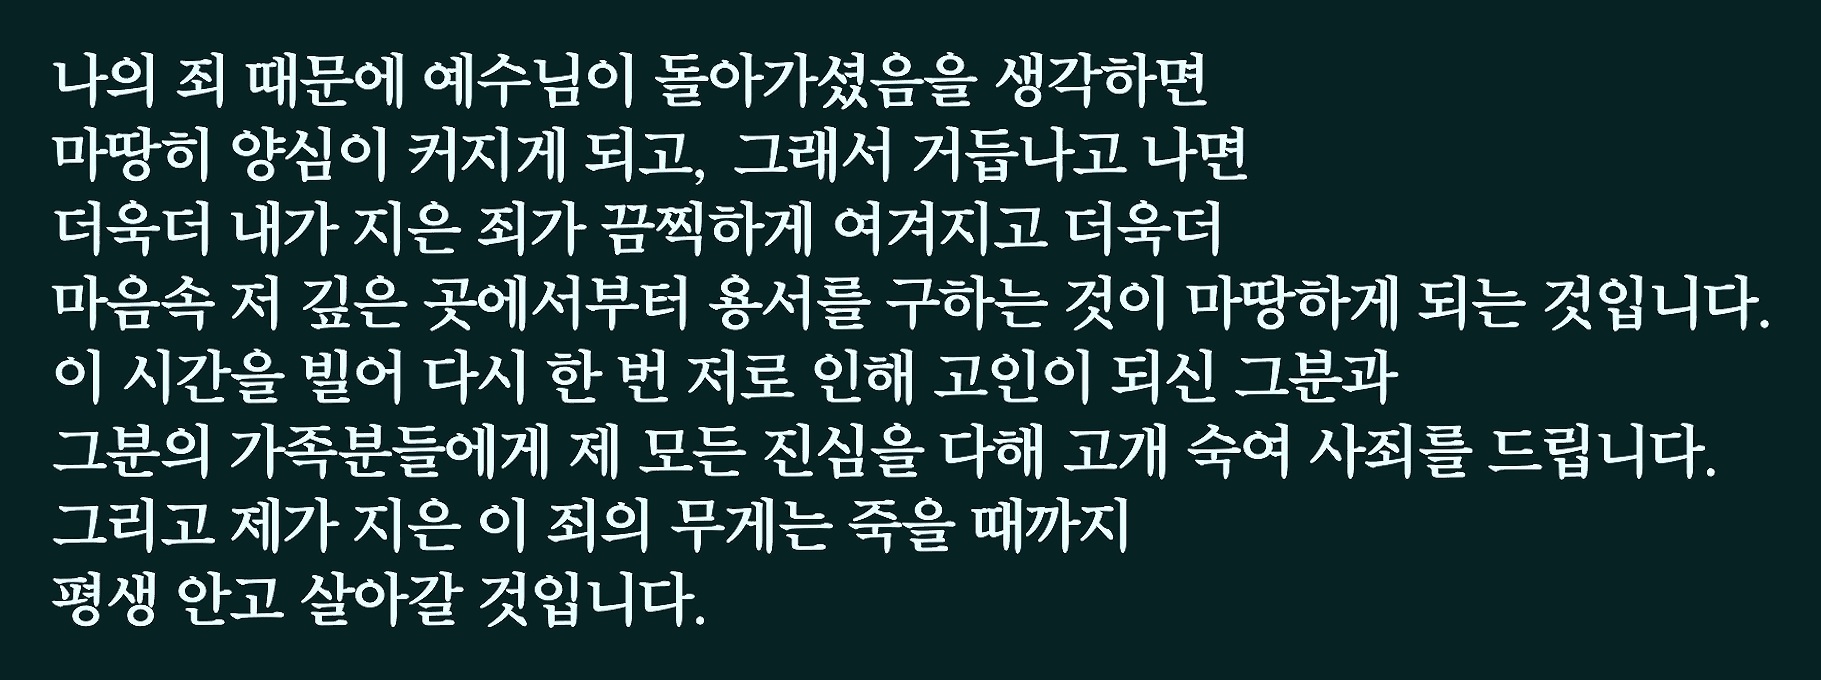 나의 죄 때문에 예수님이 돌아가셨음을 생각하면
마땅히 양심이 커지게 되고, 그래서 거듭나고 나면
더욱더 내가 지은 죄가 끔찍하게 여겨지고 더욱더
마음속 저 깊은 곳에서부터 용서를 구하는 것이 마땅하게 되는 것입니다.
이 시간을 빌어 다시 한 번 저로 인해 고인이 되신 그분과
그분의 가족분들에게 제 모든 진심을 다해 고개 숙여 사죄를 드립니다.
그리고 제가 지은 이 죄의 무게는 죽을 때까지
평생 안고 살아갈 것입니다.